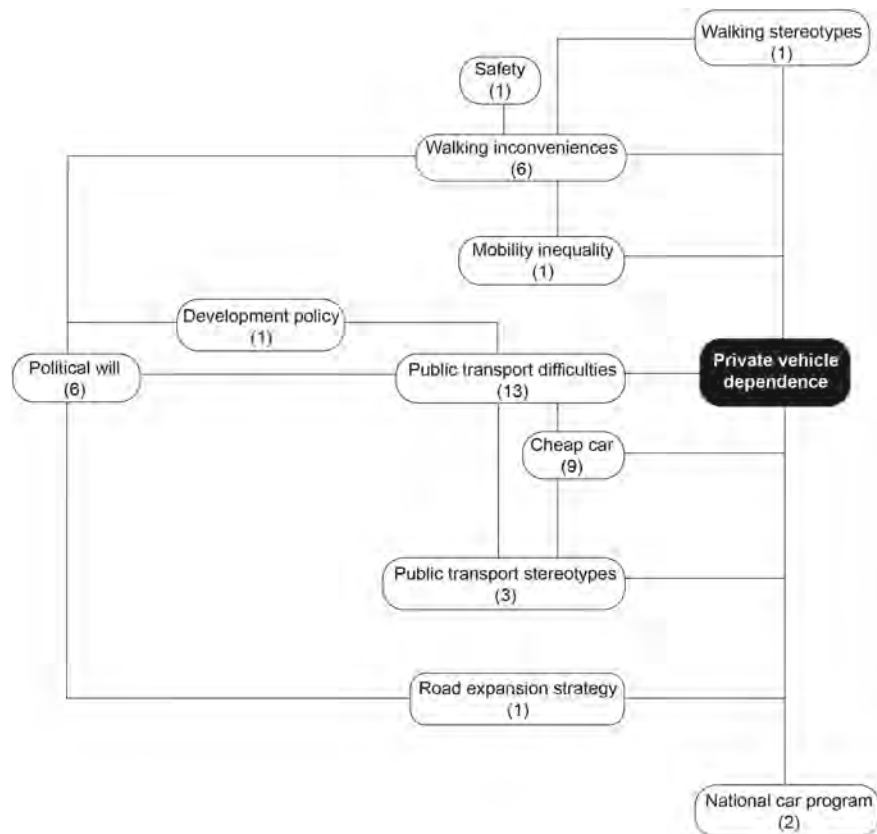 Walking stereotypes
(1)
Safety
(1)
Walking inconveniences
(6)
Mobility inequality
(1)
Development policy
(1)
Political will
(6)
Public transport difficulties
(13)
Private vehicle
dependence
Cheap car
(9)
Public transport stereotypes
(3)
Road expansion strategy
(1)
National car program
(2)